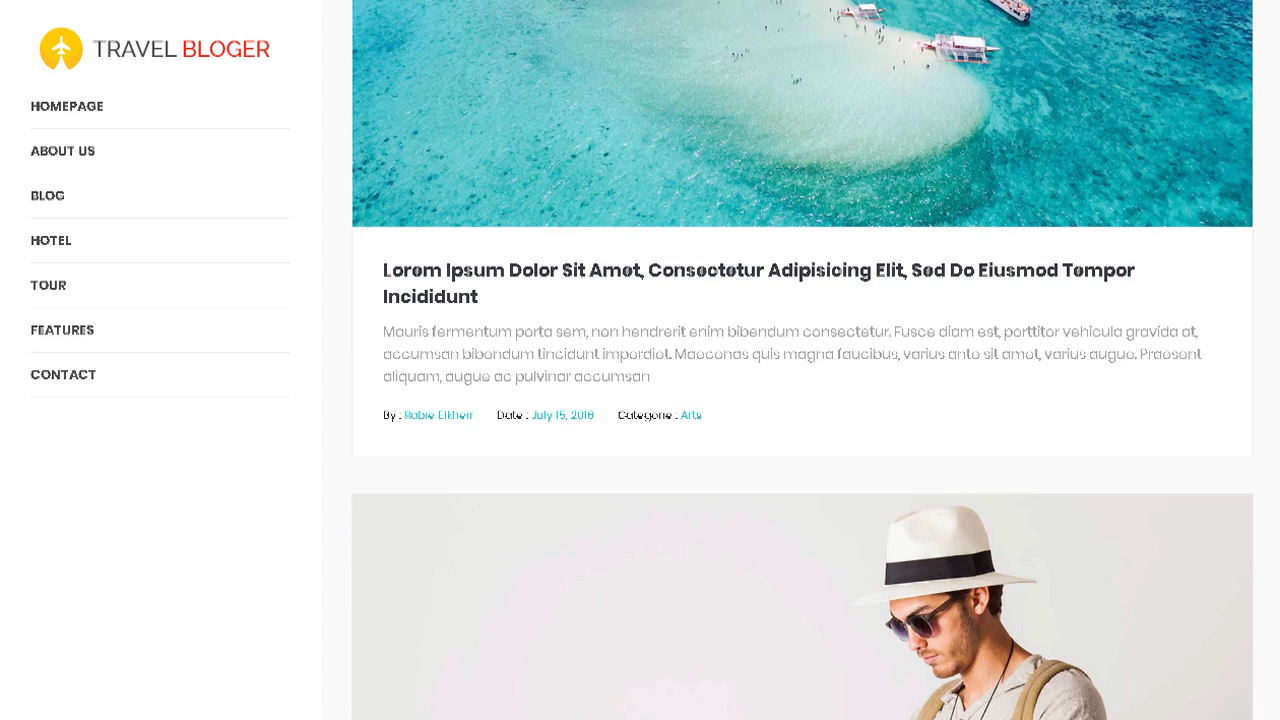 TRAVEL BLOGER
HOMEPAGE
ABOUT US
BLOG
HOTEL
TOUR
FEATURES
CONTACT
Lorem Ipsum Dolor Sit Amet, Consectetur Adipisicing Elit, Sed Do Eiusmod Tempor
Incididunt
Mauris fermentum porta sem, non hendrerit enim bibendum consectetur. Fusce diam est, porttitor vehicula gravida at,
accumsan bibendum tincidunt imperdiet. Maecenas quis magna faucibus, varius ante sit amet, varius augue. Praesent
aliquam, augue ac pulvinar accumsan
By : Rabie Elkheir Date : July 15, 2018 Categorie : Arts